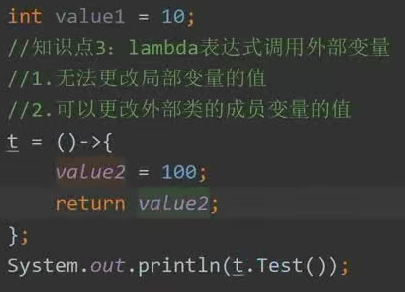 int value1 = 10;
//知识点3：lambda表达式调用外部变量
//1.无法更改局部变量的值
//2.可以更改外部类的成员变量的值
t = ()->{
value2 = 100;
return value2;
};
System.out.println(t.Test());